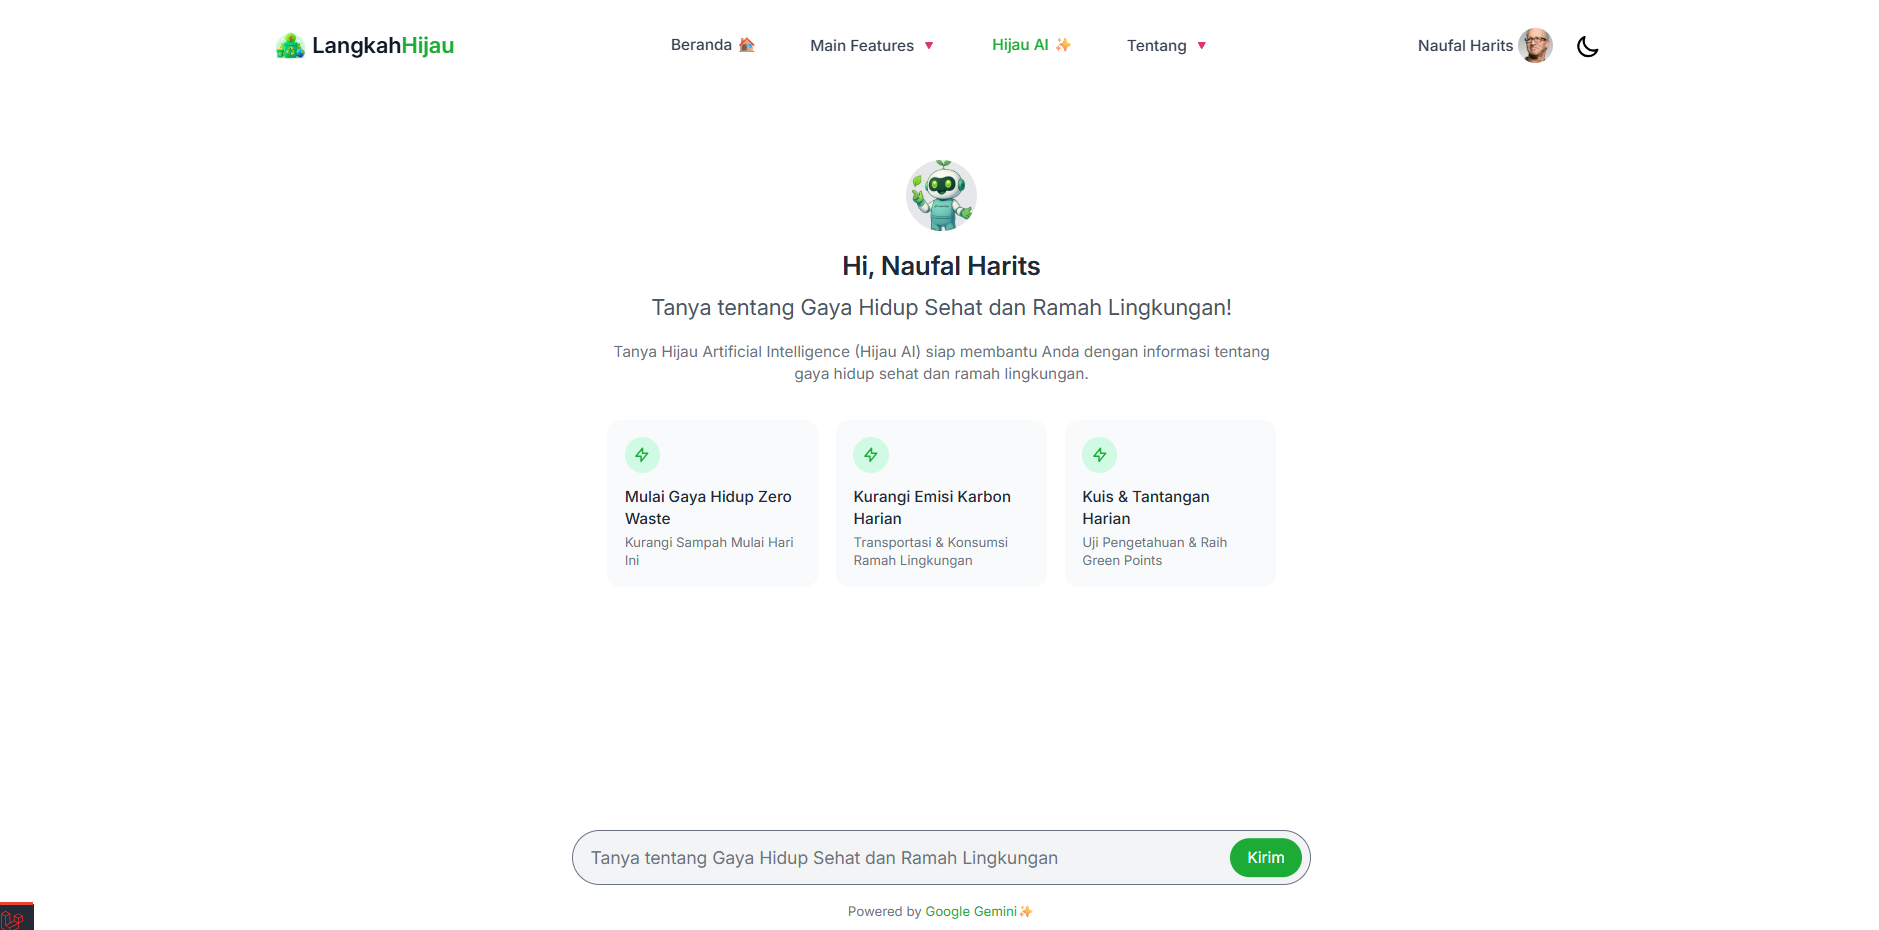 LangkahHijau
Beranda
Main Features
Hijau AI
Tentang
Naufal Harits
Hi, Naufal Harits
Tanya tentang Gaya Hidup Sehat dan Ramah Lingkungan!
Tanya Hijau Artificial Intelligence (Hijau AI) siap membantu Anda dengan informasi tentang
gaya hidup sehat dan ramah lingkungan.
Mulai Gaya Hidup Zero
Waste
Kurangi Sampah Mulai Hari
Ini
Kurangi Emisi Karbon
Harian
Transportasi & Konsumsi
Ramah Lingkungan
Kuis & Tantangan
Harian
Uji Pengetahuan & Raih
Green Points
Tanya tentang Gaya Hidup Sehat dan Ramah Lingkungan
Kirim
Powered by Google Gemini